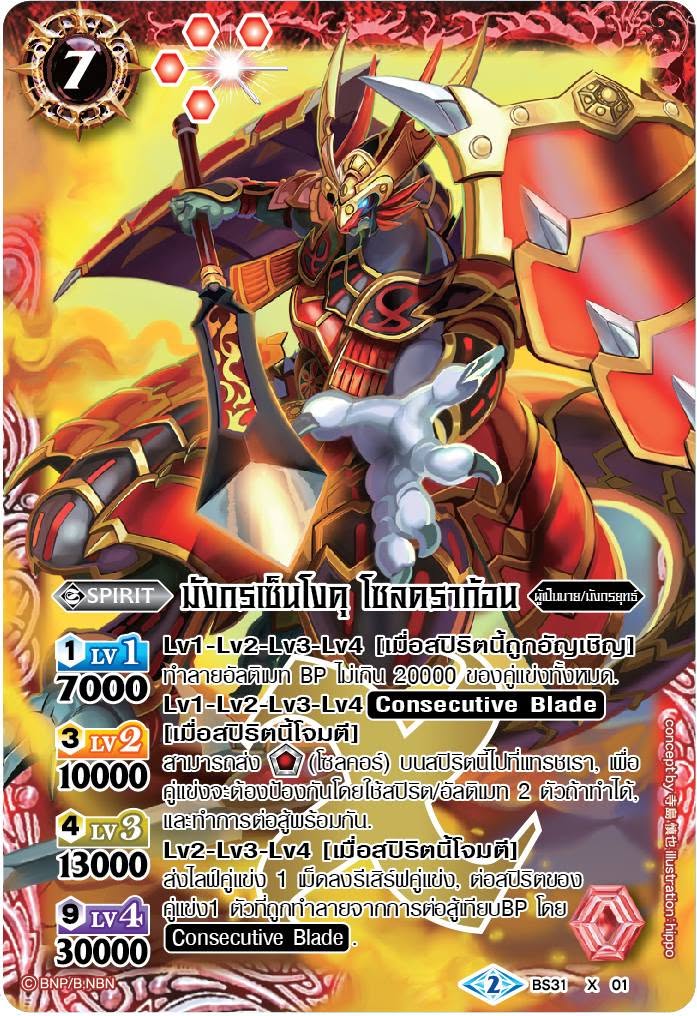 7
SPIRIT มังกรเซ็นโงคุ โซลดราก้อน ผู้เป็นนาย/มังกรยุทธ์
1 LV1 7000
Lv1-Lv2-Lv3-Lv4 [เมื่อสปิริตนี้ถูกอัญเชิญ]
ทำลายอัลติเมท BP ไม่เกิน 20000 ของคู่แข่งทั้งหมด.
Lv1-Lv2-Lv3-Lv4 Consecutive Blade
3 LV2 10000
[เมื่อสปิริตนี้โจมตี]
สามารถส่ง (โซลคอร์) บนสปิริตนี้ไปที่แทรชเรา, เพื่อ
คู่แข่งจะต้องป้องกันโดยใช้สปิริต/อัลติเมท 2 ตัวถ้าทำได้,
และทำการต่อสู้พร้อมกัน.
4 LV3 13000
Lv2-Lv3-Lv4 [เมื่อสปิริตนี้โจมตี]
ส่งไลฟ์คู่แข่ง 1 เม็ดลงรีเสิร์ฟคู่แข่ง, ต่อสปิริตของ
คู่แข่ง1 ตัวที่ถูกทำลายจากการต่อสู้เทียบBP โดย
9 LV4 30000
Consecutive Blade .
concept by 寺島慎也 illustration : hippo
©BNP/B:NBN
2 BS31 X 01